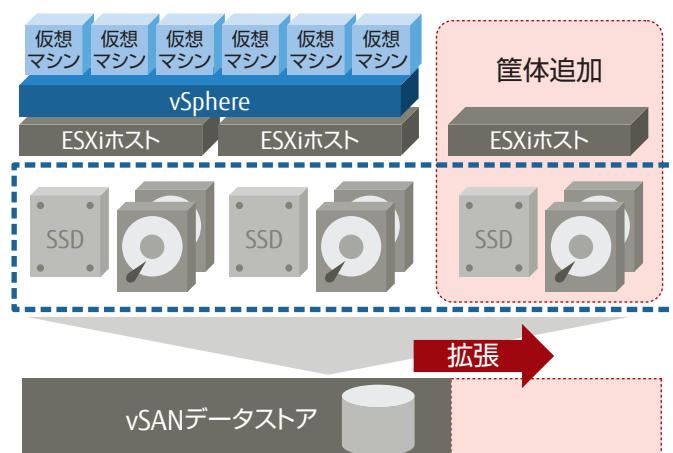 仮想
マシン
仮想
マシン
仮想
マシン
仮想
マシン
仮想
マシン
仮想
マシン
筐体追加
vSphere
ESXiホスト
ESXiホスト
ESXiホスト
SSD
SSD
SSD
拡張
vSANデータストア